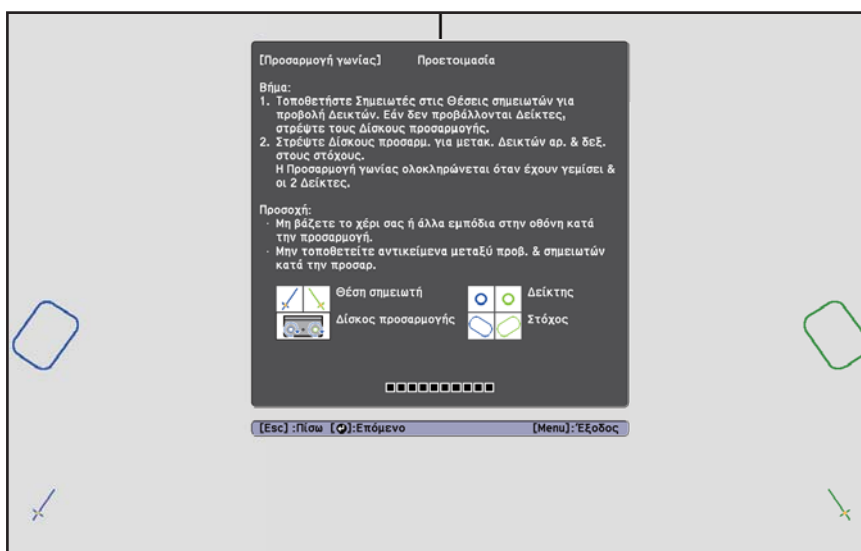 [Προσαρμογή γωνίας] Προετοιμασία
Βήμα:
1. Τοποθετήστε Σημειωτές στις Θέσεις σημειωτών για
προβολή Δεικτών. Εάν δεν προβάλλονται Δείκτες,
στρέψτε τους Δίσκους προσαρμογής.
2. Στρέψτε Δίσκους προσαρμ. για μετακ. Δεικτών αρ. & δεξ.
στους στόχους.
Η Προσαρμογή γωνίας ολοκληρώνεται όταν έχουν γεμίσει &
οι 2 Δείκτες.
Προσοχή:
· Μη βάζετε το χέρι σας ή άλλα εμπόδια στην οθόνη κατά
την προσαρμογή.
· Μην τοποθετείτε αντικείμενα μεταξύ προβ. & σημειωτών
κατά την προσαρ.
Θέση σημειωτή Δείκτης
Δίσκος προσαρμογής Στόχος
[Esc] :Πίσω [⏎]:Επόμενο [Menu]:Έξοδος